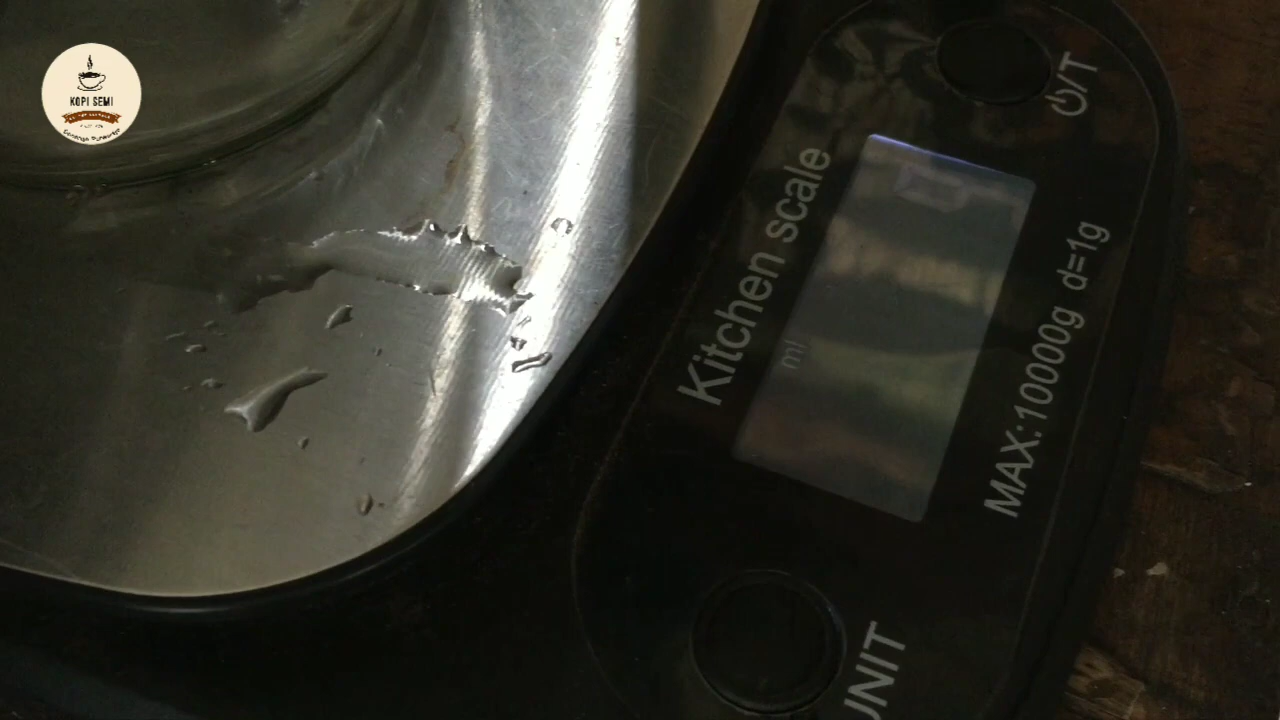 KOPI SEMI
⏻/T
Kitchen scale
ml
MAX:10000g d=1g
UNIT